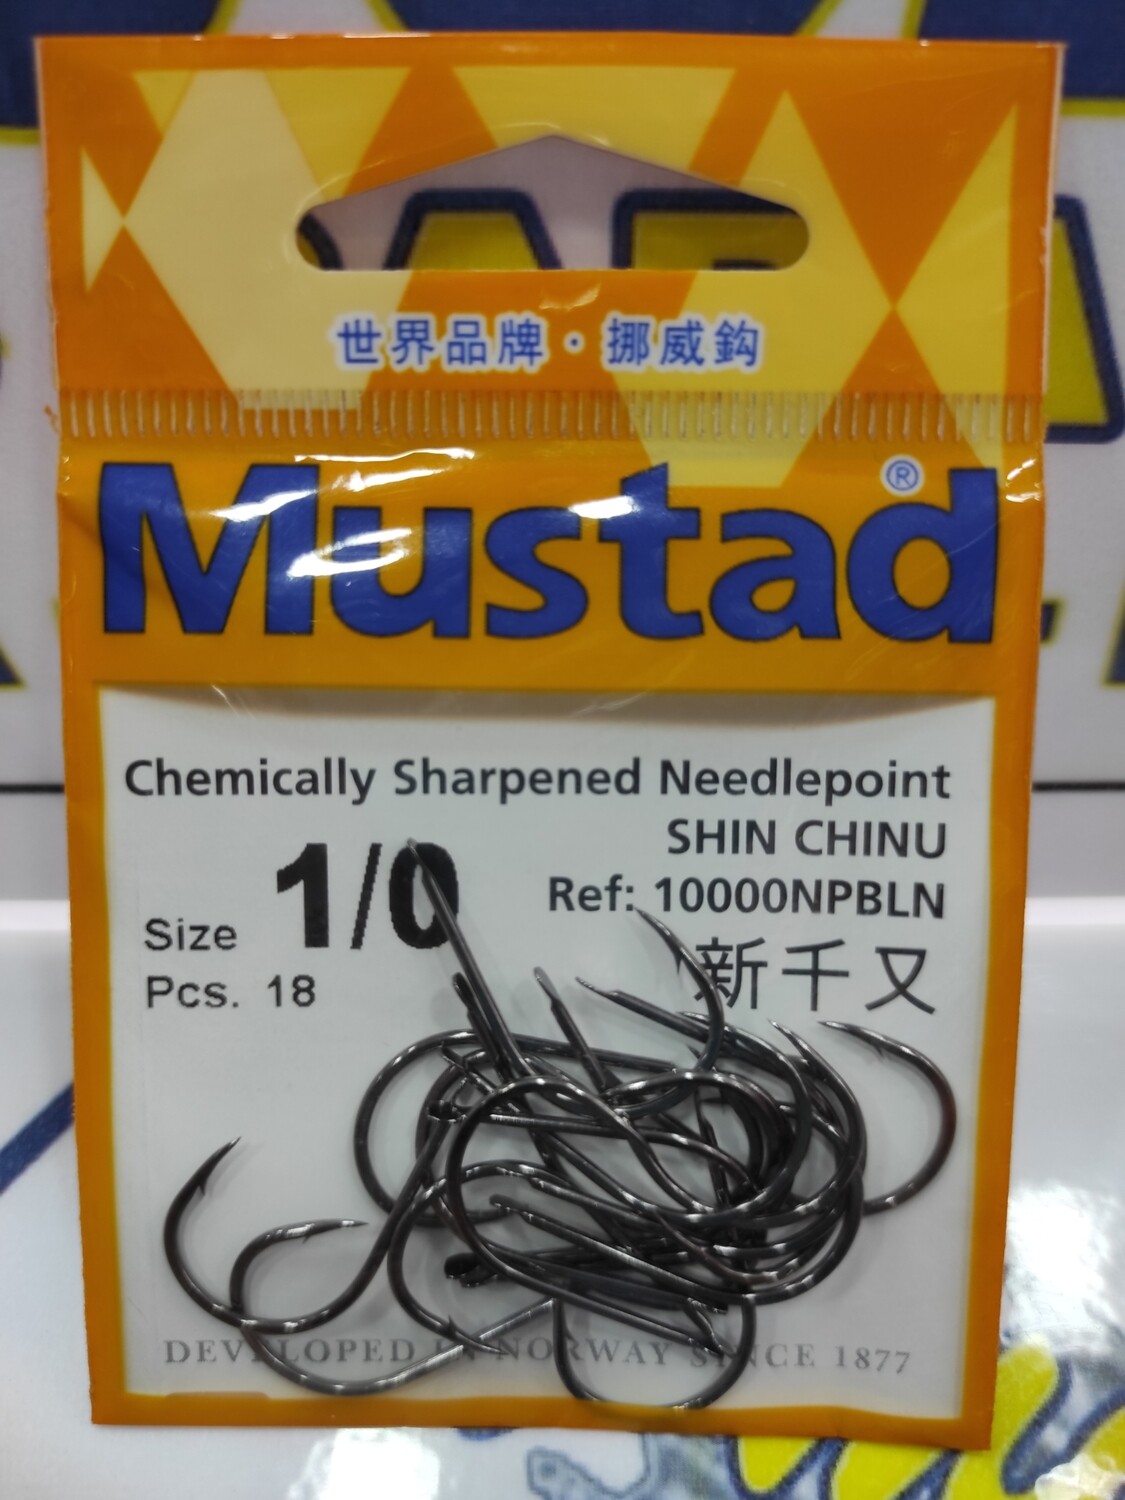 世界品牌・挪威鈎
Mustad®
Chemically Sharpened Needlepoint
SHIN CHINU
Ref: 10000NPBLN
新千又
Size 1/0
Pcs. 18
DEVELOPED IN NORWAY SINCE 1877